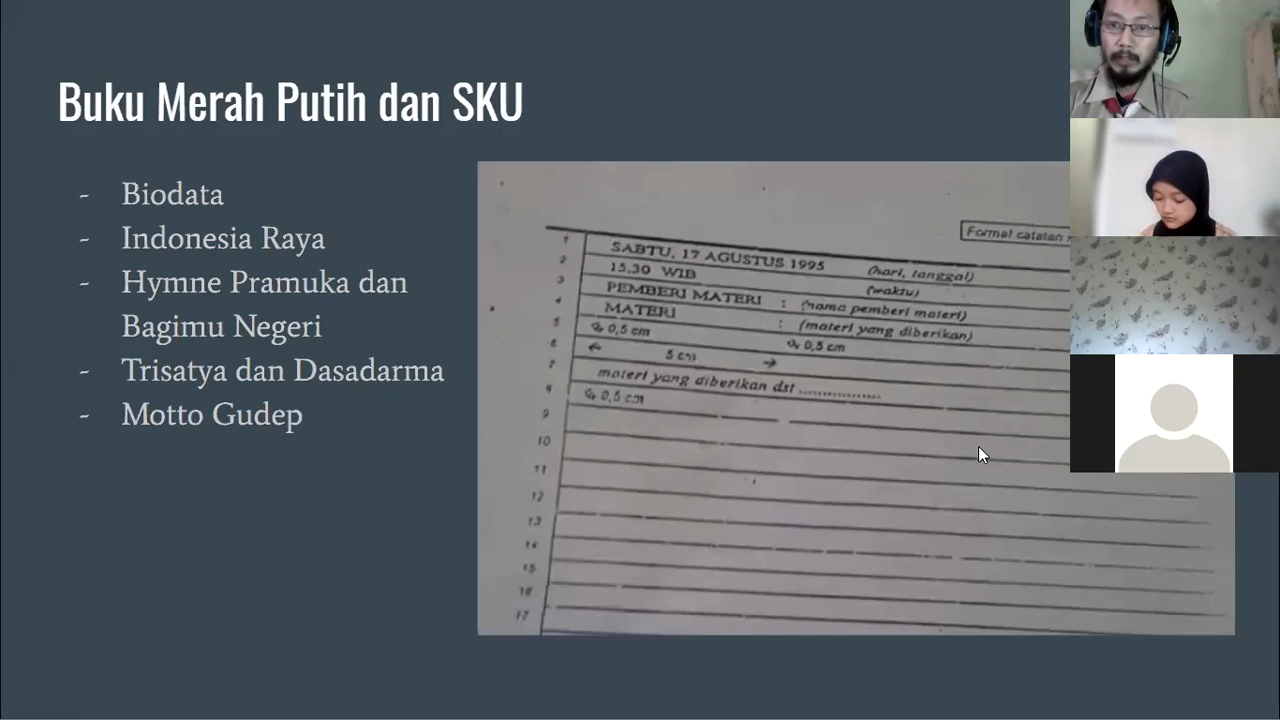 Buku Merah Putih dan SKU
- Biodata
- Indonesia Raya
- Hymne Pramuka dan
Bagimu Negeri
- Trisatya dan Dasadarma
- Motto Gudep
Format catatan
1 SABTU, 17 AGUSTUS 1995 (hari, tanggal)
2 15.30 WIB (waktu)
3 PEMBERI MATERI : (nama pemberi materi)
4 MATERI : (materi yang diberikan)
5 0,5 cm 0,5 cm
6 ← 5 cm →
7 materi yang diberikan dst ................
8 0,5 cm
9
10
11
12
13
14
15
16
17